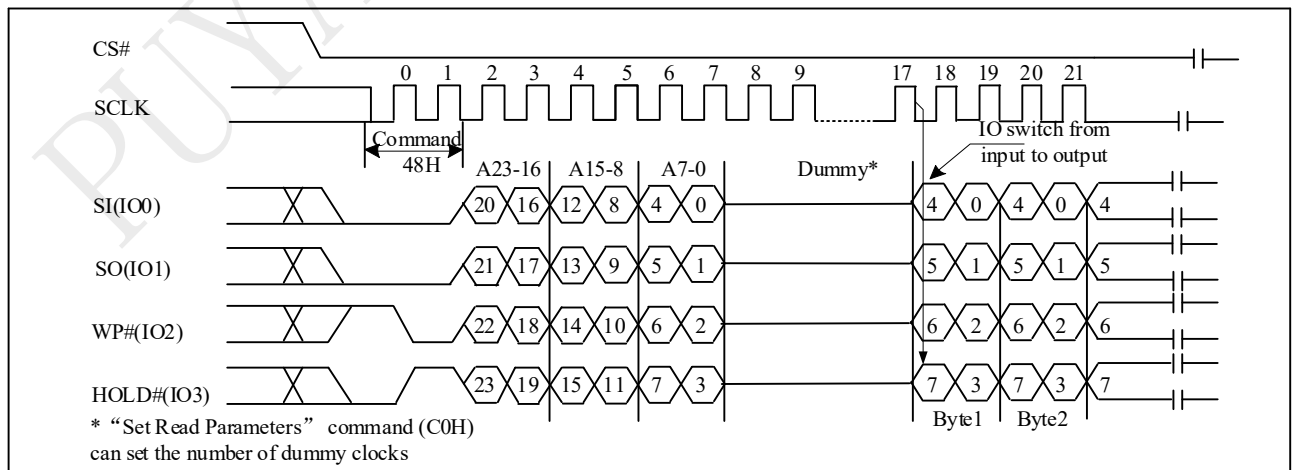 PUYA
CS#
0 1 2 3 4 5 6 7 8 9 17 18 19 20 21
SCLK
Command
48H
IO switch from
input to output
A23-16 A15-8 A7-0 Dummy*
SI(IO0) 20 16 12 8 4 0 4 0 4 0 4
SO(IO1) 21 17 13 9 5 1 5 1 5 1 5
WP#(IO2) 22 18 14 10 6 2 6 2 6 2 6
HOLD#(IO3) 23 19 15 11 7 3 7 3 7 3 7
Byte1 Byte2
* “Set Read Parameters” command (C0H)
can set the number of dummy clocks